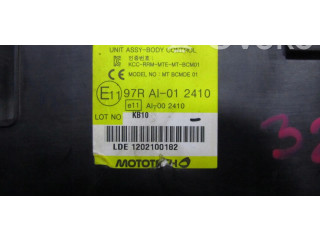 UNIT ASSY-BODY CONTROL
인증번호:
KCC-RRM-MTE-MT-BCM01
MODEL NO : MT BCMDE 01
E11 97R AI-01 2410
e11 AI-00 2410
LOT NO KB10
LDE 1202100182